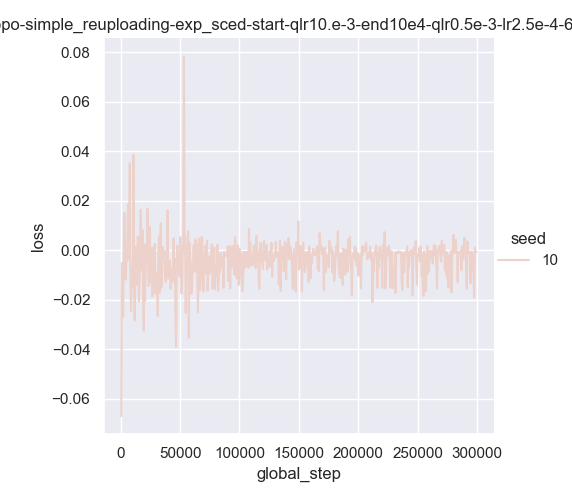 ppo-simple_reuploading-exp_sced-start-qlr10.e-3-end10e4-qlr0.5e-3-lr2.5e-4-6
0.08
0.06
0.04
0.02
0.00
−0.02
−0.04
−0.06
loss
0 50000 100000 150000 200000 250000 300000
global_step
seed
10